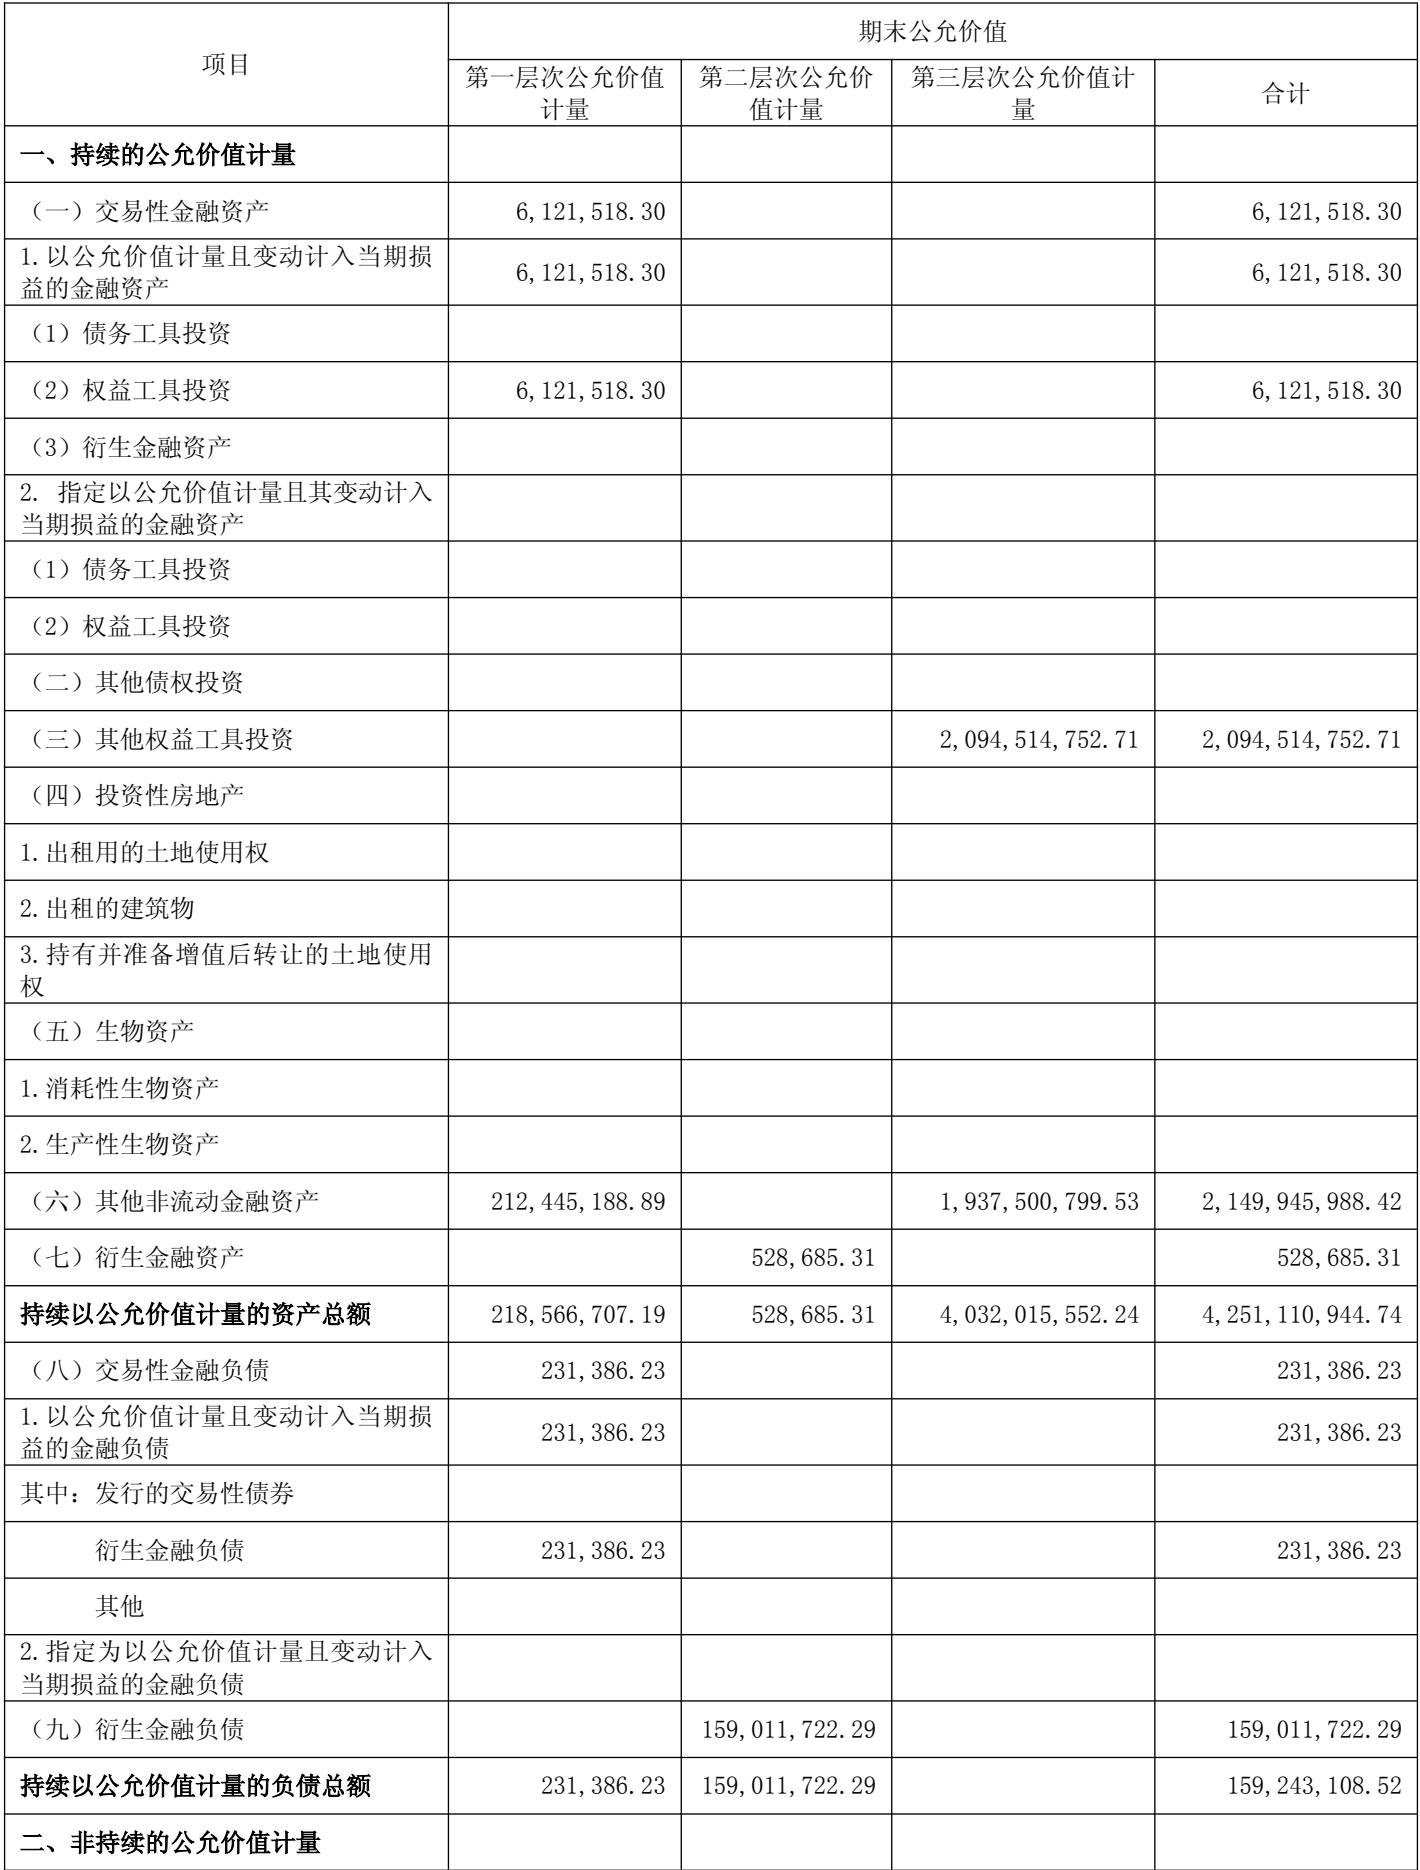 项目
期末公允价值
第一层次公允价值
计量
第二层次公允价
值计量
第三层次公允价值计
量
合计
一、持续的公允价值计量
（一）交易性金融资产 6,121,518.30 6,121,518.30
1.以公允价值计量且变动计入当期损
益的金融资产
6,121,518.30 6,121,518.30
（1）债务工具投资
（2）权益工具投资 6,121,518.30 6,121,518.30
（3）衍生金融资产
2. 指定以公允价值计量且其变动计入
当期损益的金融资产
（1）债务工具投资
（2）权益工具投资
（二）其他债权投资
（三）其他权益工具投资 2,094,514,752.71 2,094,514,752.71
（四）投资性房地产
1.出租用的土地使用权
2.出租的建筑物
3.持有并准备增值后转让的土地使用
权
（五）生物资产
1.消耗性生物资产
2.生产性生物资产
（六）其他非流动金融资产 212,445,188.89 1,937,500,799.53 2,149,945,988.42
（七）衍生金融资产 528,685.31 528,685.31
持续以公允价值计量的资产总额 218,566,707.19 528,685.31 4,032,015,552.24 4,251,110,944.74
（八）交易性金融负债 231,386.23 231,386.23
1.以公允价值计量且变动计入当期损
益的金融负债
231,386.23 231,386.23
其中：发行的交易性债券
衍生金融负债 231,386.23 231,386.23
其他
2.指定为以公允价值计量且变动计入
当期损益的金融负债
（九）衍生金融负债 159,011,722.29 159,011,722.29
持续以公允价值计量的负债总额 231,386.23 159,011,722.29 159,243,108.52
二、非持续的公允价值计量